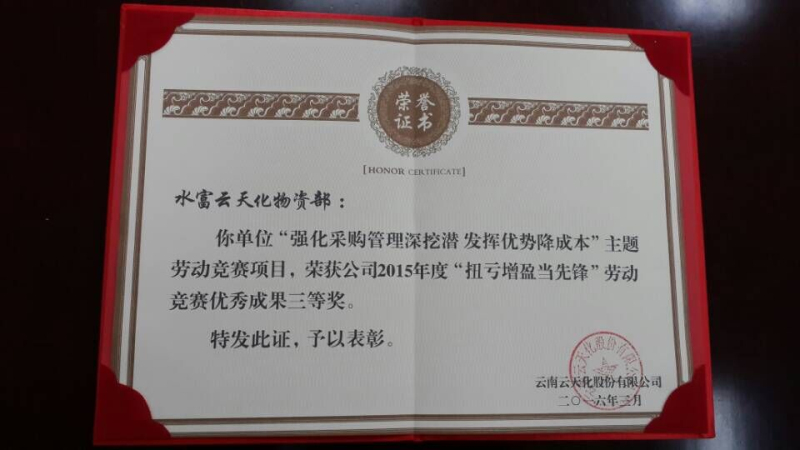 荣誉
证书
[HONOR CERTIFICATE]
水富云天化物资部：
你单位“强化采购管理深挖潜 发挥优势降成本”主题
劳动竞赛项目，荣获公司2015年度“扭亏增盈当先锋”劳动
竞赛优秀成果三等奖。
特发此证，予以表彰。
云南云天化股份有限公司
二〇一六年三月